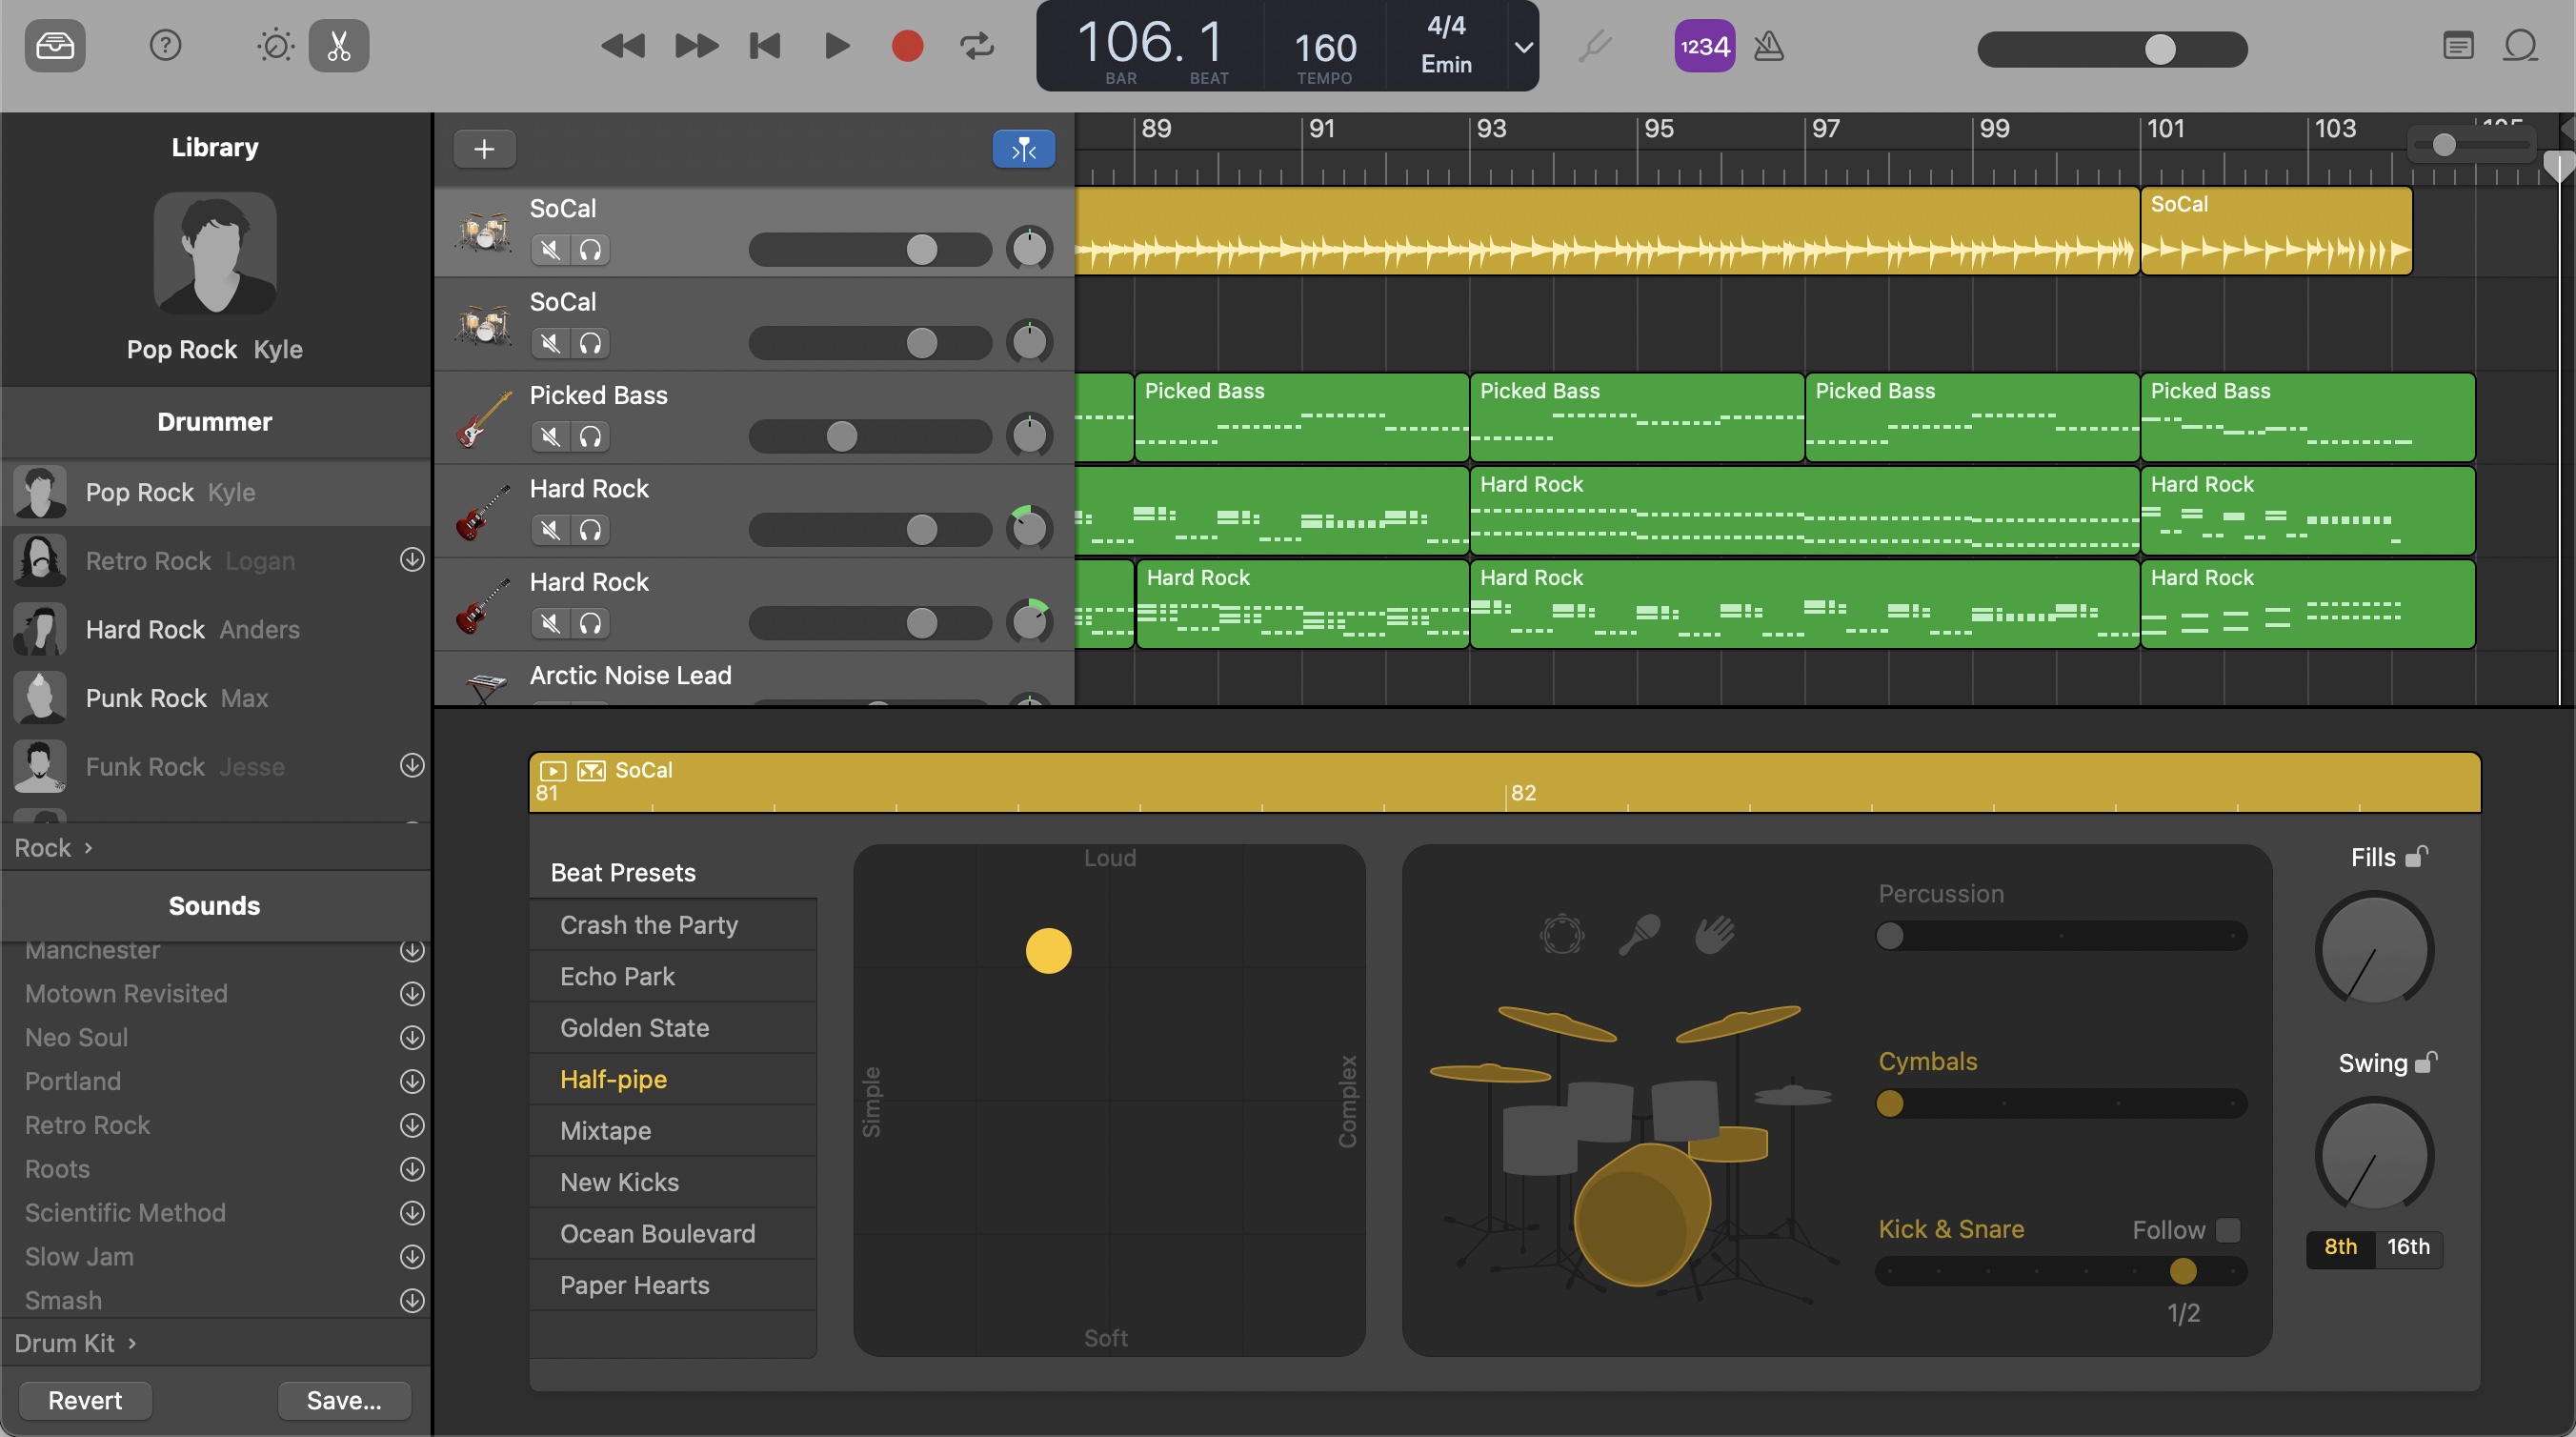 106. 1
BAR BEAT
160
TEMPO
4/4
Emin
1234
Library
Pop Rock Kyle
Drummer
Pop Rock Kyle
Retro Rock Logan
Hard Rock Anders
Punk Rock Max
Funk Rock Jesse
Rock ›
Sounds
Manchester
Motown Revisited
Neo Soul
Portland
Retro Rock
Roots
Scientific Method
Slow Jam
Smash
Drum Kit ›
Revert Save...
89 91 93 95 97 99 101 103 105
SoCal
SoCal
SoCal
Picked Bass
Picked Bass Picked Bass Picked Bass Picked Bass
Hard Rock
Hard Rock Hard Rock
Hard Rock
Hard Rock Hard Rock Hard Rock
Arctic Noise Lead
SoCal
81 82
Beat Presets
Crash the Party
Echo Park
Golden State
Half-pipe
Mixtape
New Kicks
Ocean Boulevard
Paper Hearts
Loud
Simple
Complex
Soft
Percussion
Cymbals
Kick & Snare Follow
1/2
Fills
Swing
8th 16th